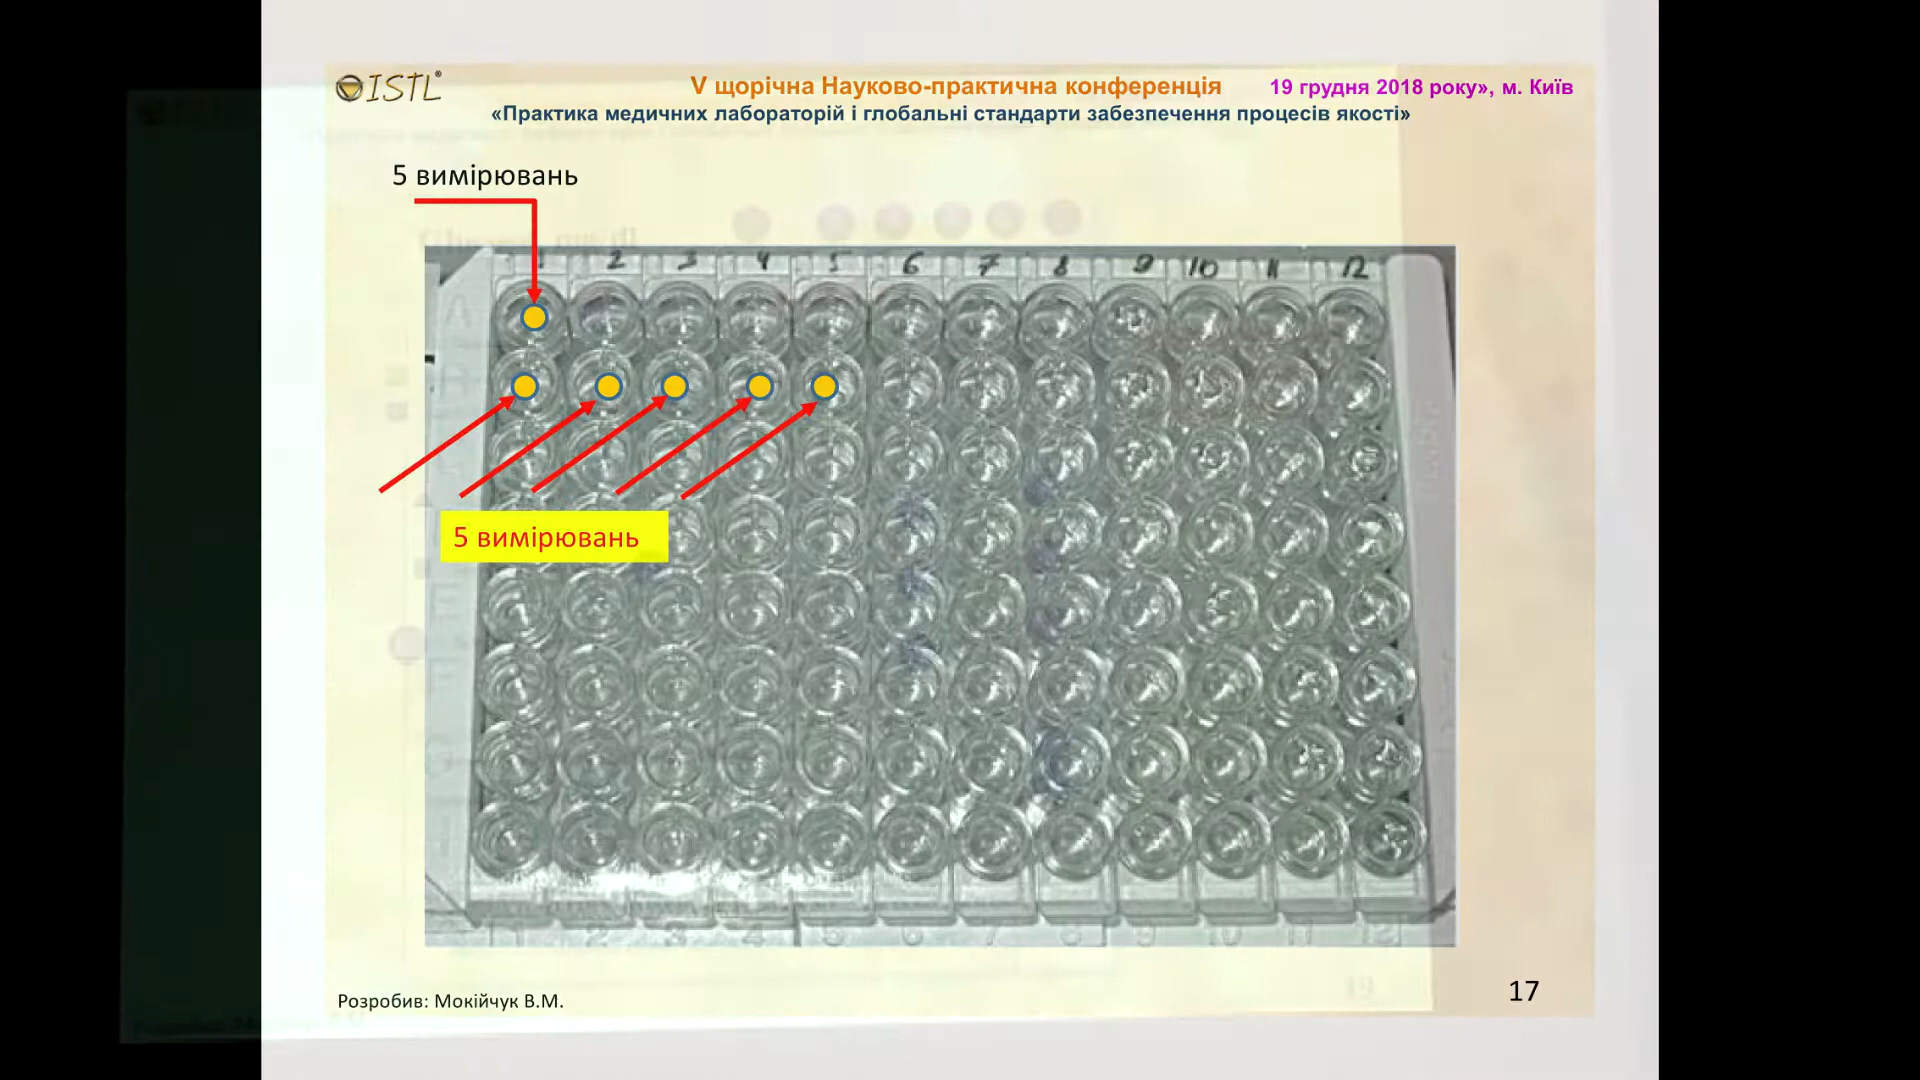 ISTL®
V щорічна Науково-практична конференція 19 грудня 2018 року», м. Київ
«Практика медичних лабораторій і глобальні стандарти забезпечення процесів якості»
5 вимірювань
1 2 3 4 5 6 7 8 9 10 11 12
A
B
5 вимірювань
E
F
G
Розробив: Мокійчук В.М.
17